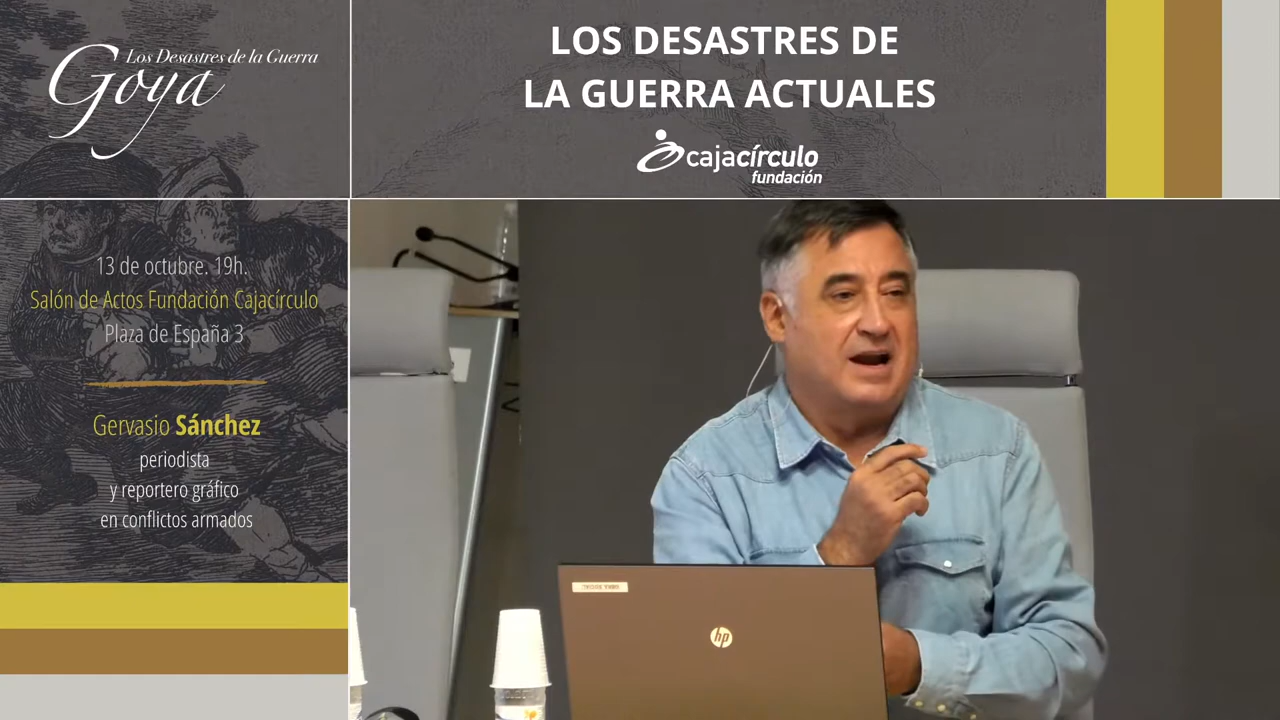 Los Desastres de la Guerra
Goya
LOS DESASTRES DE
LA GUERRA ACTUALES
cajacírculo
fundación
13 de octubre. 19h.
Salón de Actos Fundación Cajacírculo
Plaza de España 3
Gervasio Sánchez
periodista
y reportero gráfico
en conflictos armados
hp